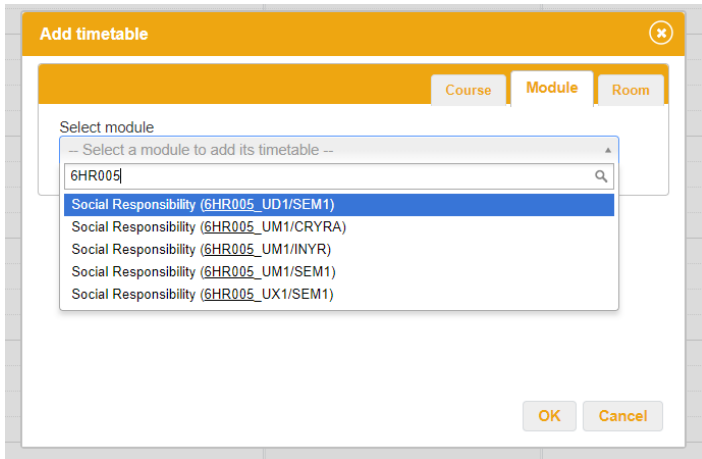 Add timetable
Course
Module
Room
Select module
-- Select a module to add its timetable --
6HR005
Social Responsibility (6HR005_UD1/SEM1)
Social Responsibility (6HR005_UM1/CRYRA)
Social Responsibility (6HR005_UM1/INYR)
Social Responsibility (6HR005_UM1/SEM1)
Social Responsibility (6HR005_UX1/SEM1)
OK
Cancel